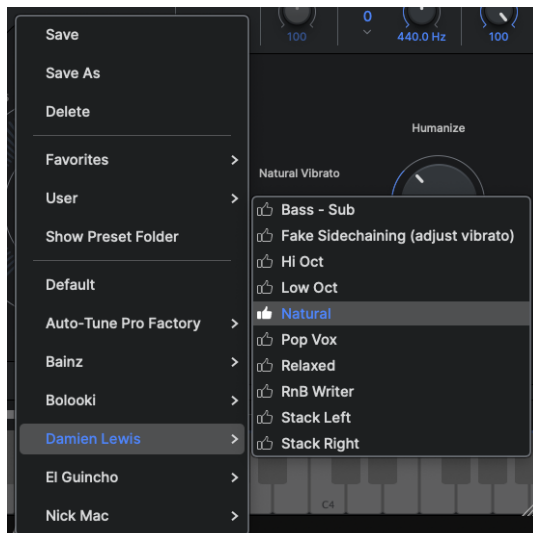 Save
Save As
Delete
Favorites
User
Show Preset Folder
Default
Auto-Tune Pro Factory
Bainz
Bolooki
Damien Lewis
El Guincho
Nick Mac
100
0
440.0 Hz
100
Humanize
Natural Vibrato
Bass - Sub
Fake Sidechaining (adjust vibrato)
Hi Oct
Low Oct
Natural
Pop Vox
Relaxed
RnB Writer
Stack Left
Stack Right
C4